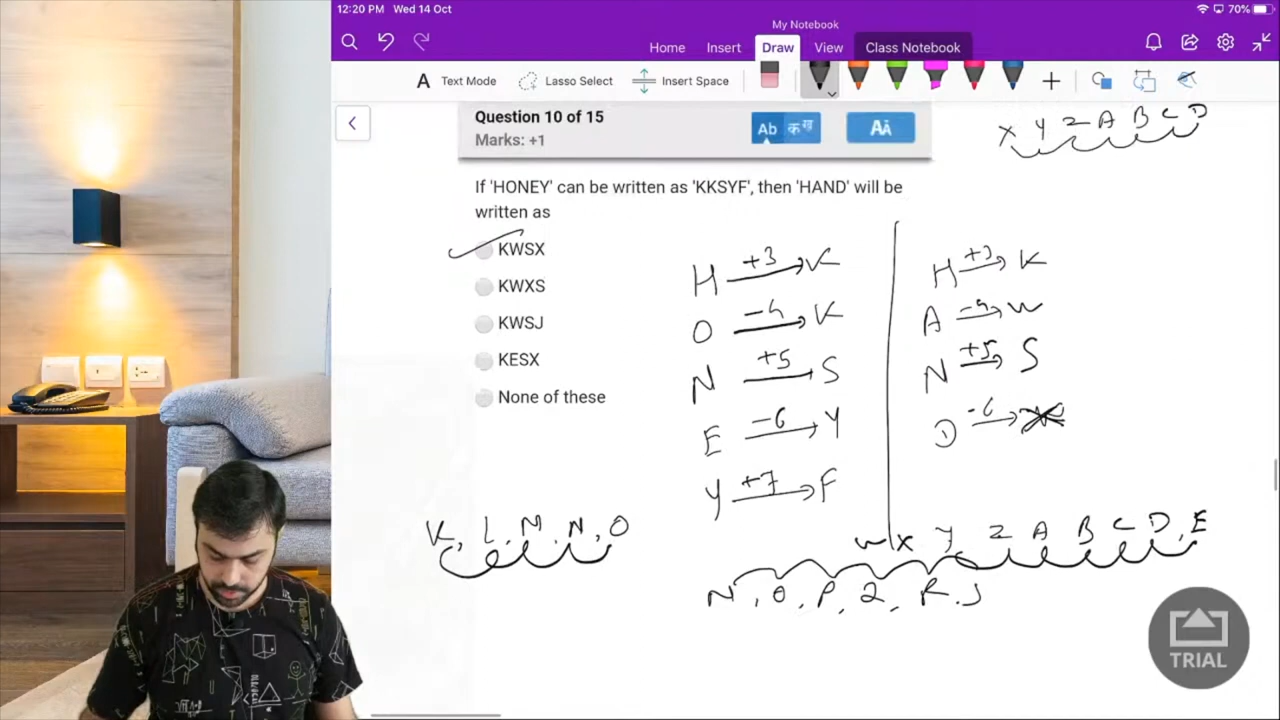 12:20 PM Wed 14 Oct
70%
My Notebook
Home Insert Draw View Class Notebook
A Text Mode Lasso Select Insert Space
Question 10 of 15
Marks: +1
Ab क ख AA
X Y Z A B C D
If 'HONEY' can be written as 'KKSYF', then 'HAND' will be
written as
KWSX
KWXS
KWSJ
KESX
None of these
H +3 K
O -4 K
N +5 S
E -6 Y
Y +7 F
H +3 K
A -4 W
N +5 S
D -6
K, L, M, N, O
W X Y Z A B C D, E
N, O, P, Q, R, S
TRIAL